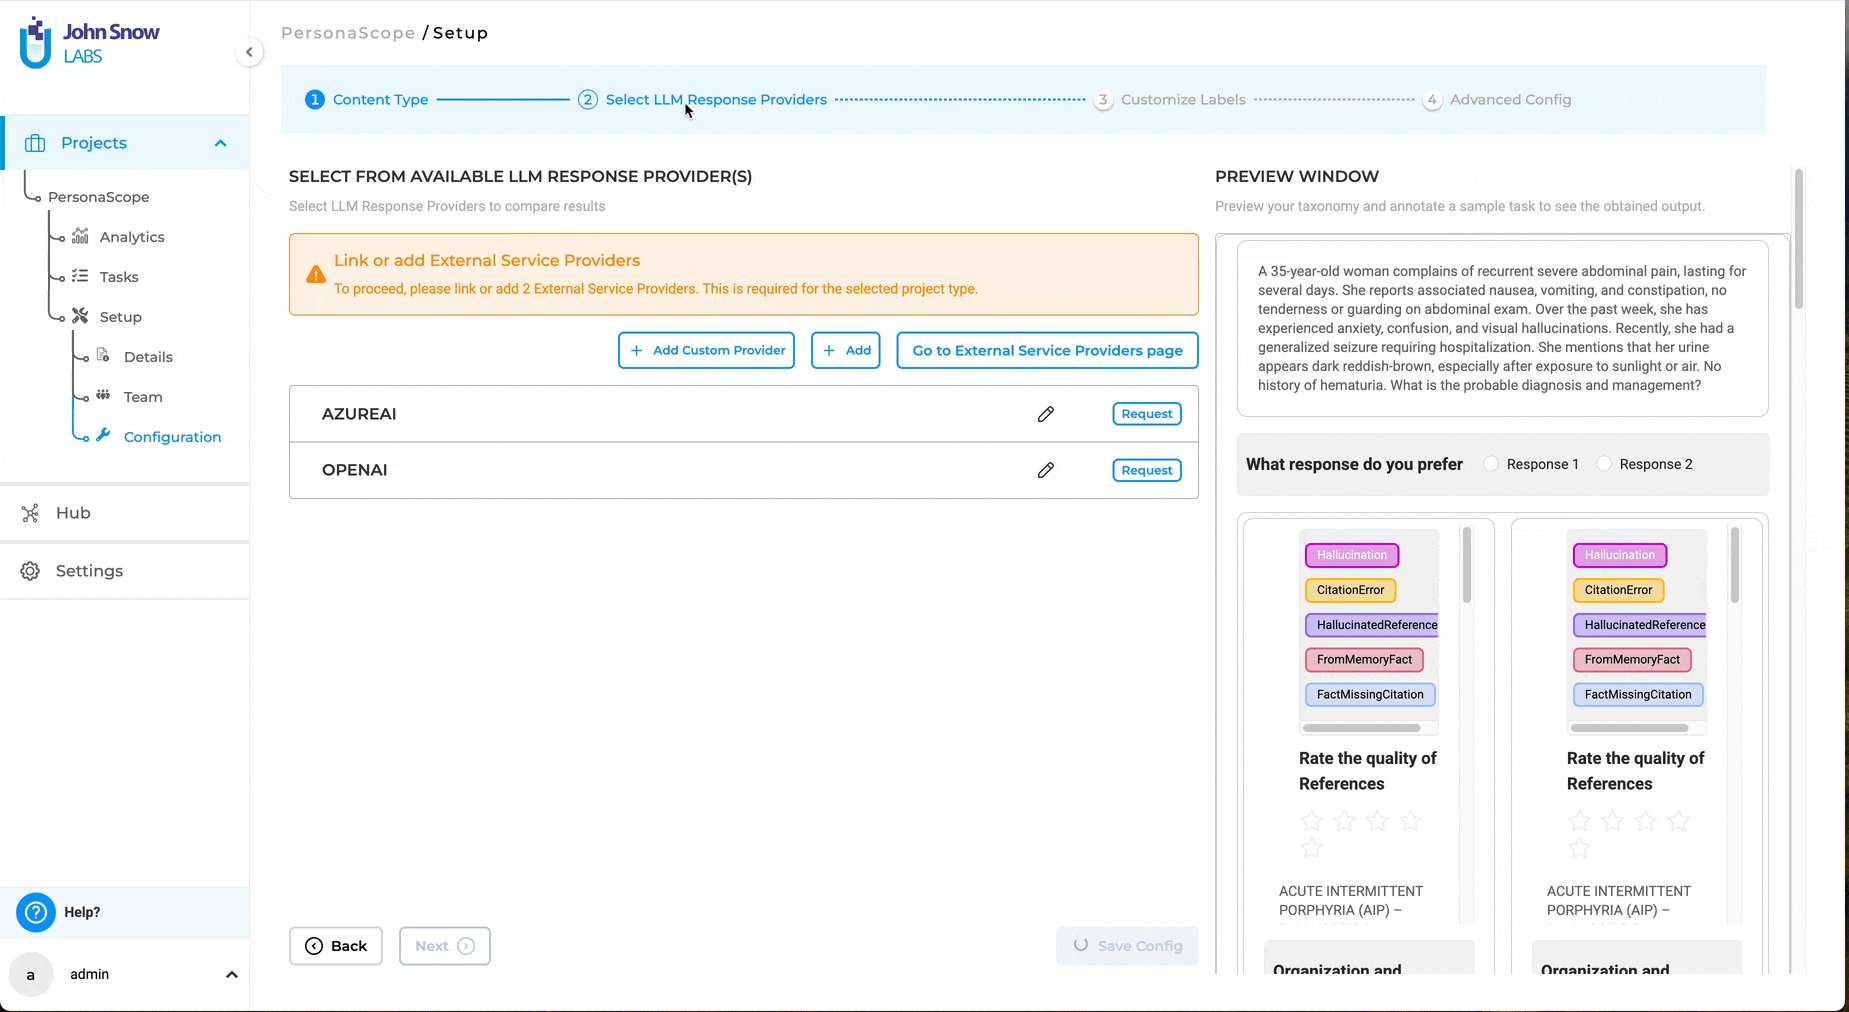 John Snow
LABS
PersonaScope / Setup
1 Content Type
2 Select LLM Response Providers
3 Customize Labels
4 Advanced Config
Projects
PersonaScope
Analytics
Tasks
Setup
Details
Team
Configuration
Hub
Settings
Help?
a admin
SELECT FROM AVAILABLE LLM RESPONSE PROVIDER(S)
Select LLM Response Providers to compare results
Link or add External Service Providers
To proceed, please link or add 2 External Service Providers. This is required for the selected project type.
+ Add Custom Provider
+ Add
Go to External Service Providers page
AZUREAI
Request
OPENAI
Request
Back
Next
Save Config
PREVIEW WINDOW
Preview your taxonomy and annotate a sample task to see the obtained output.
A 35-year-old woman complains of recurrent severe abdominal pain, lasting for
several days. She reports associated nausea, vomiting, and constipation, no
tenderness or guarding on abdominal exam. Over the past week, she has
experienced anxiety, confusion, and visual hallucinations. Recently, she had a
generalized seizure requiring hospitalization. She mentions that her urine
appears dark reddish-brown, especially after exposure to sunlight or air. No
history of hematuria. What is the probable diagnosis and management?
What response do you prefer
Response 1
Response 2
Hallucination
CitationError
HallucinatedReference
FromMemoryFact
FactMissingCitation
Rate the quality of
References
ACUTE INTERMITTENT
PORPHYRIA (AIP) –
Organization and
Hallucination
CitationError
HallucinatedReference
FromMemoryFact
FactMissingCitation
Rate the quality of
References
ACUTE INTERMITTENT
PORPHYRIA (AIP) –
Organization and